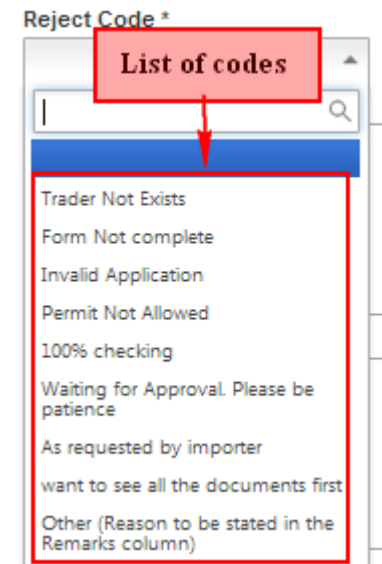 Reject Code *
List of codes
Trader Not Exists
Form Not complete
Invalid Application
Permit Not Allowed
100% checking
Waiting for Approval. Please be
patience
As requested by importer
want to see all the documents first
Other (Reason to be stated in the
Remarks column)